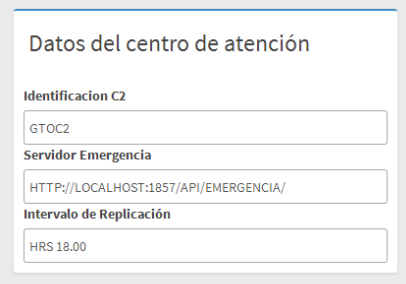 Datos del centro de atención
Identificacion C2
GTOC2
Servidor Emergencia
HTTP://LOCALHOST:1857/API/EMERGENCIA/
Intervalo de Replicación
HRS 18.00